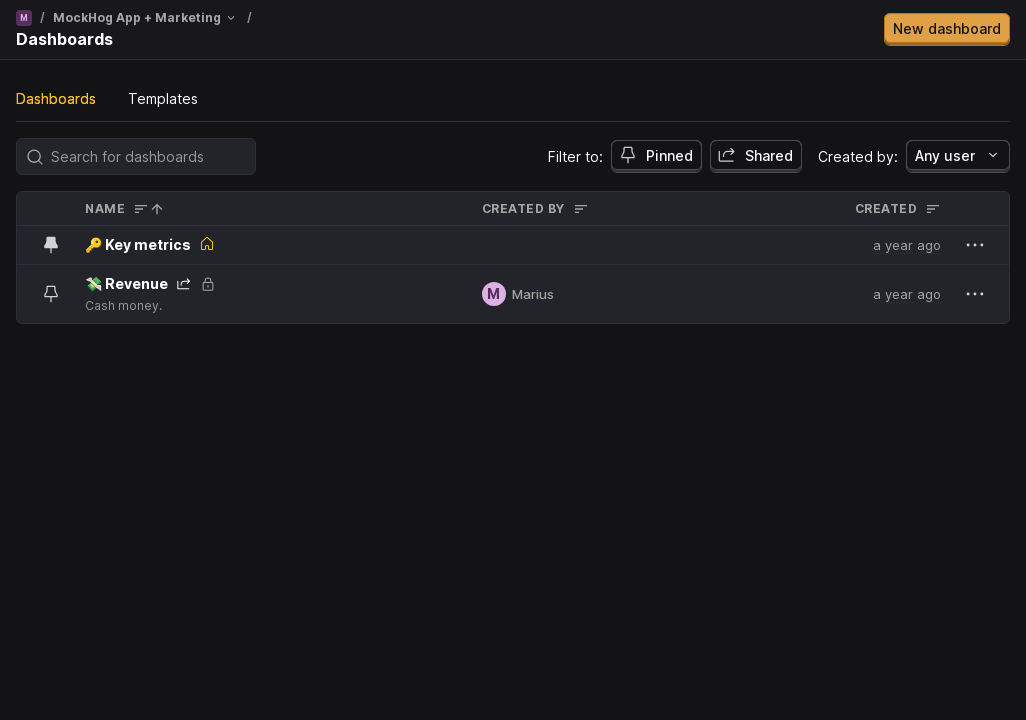 M / MockHog App + Marketing /
Dashboards
New dashboard
Dashboards Templates
Search for dashboards
Filter to: Pinned Shared Created by: Any user
NAME CREATED BY CREATED
🔑 Key metrics a year ago
💸 Revenue
Cash money.
M Marius a year ago